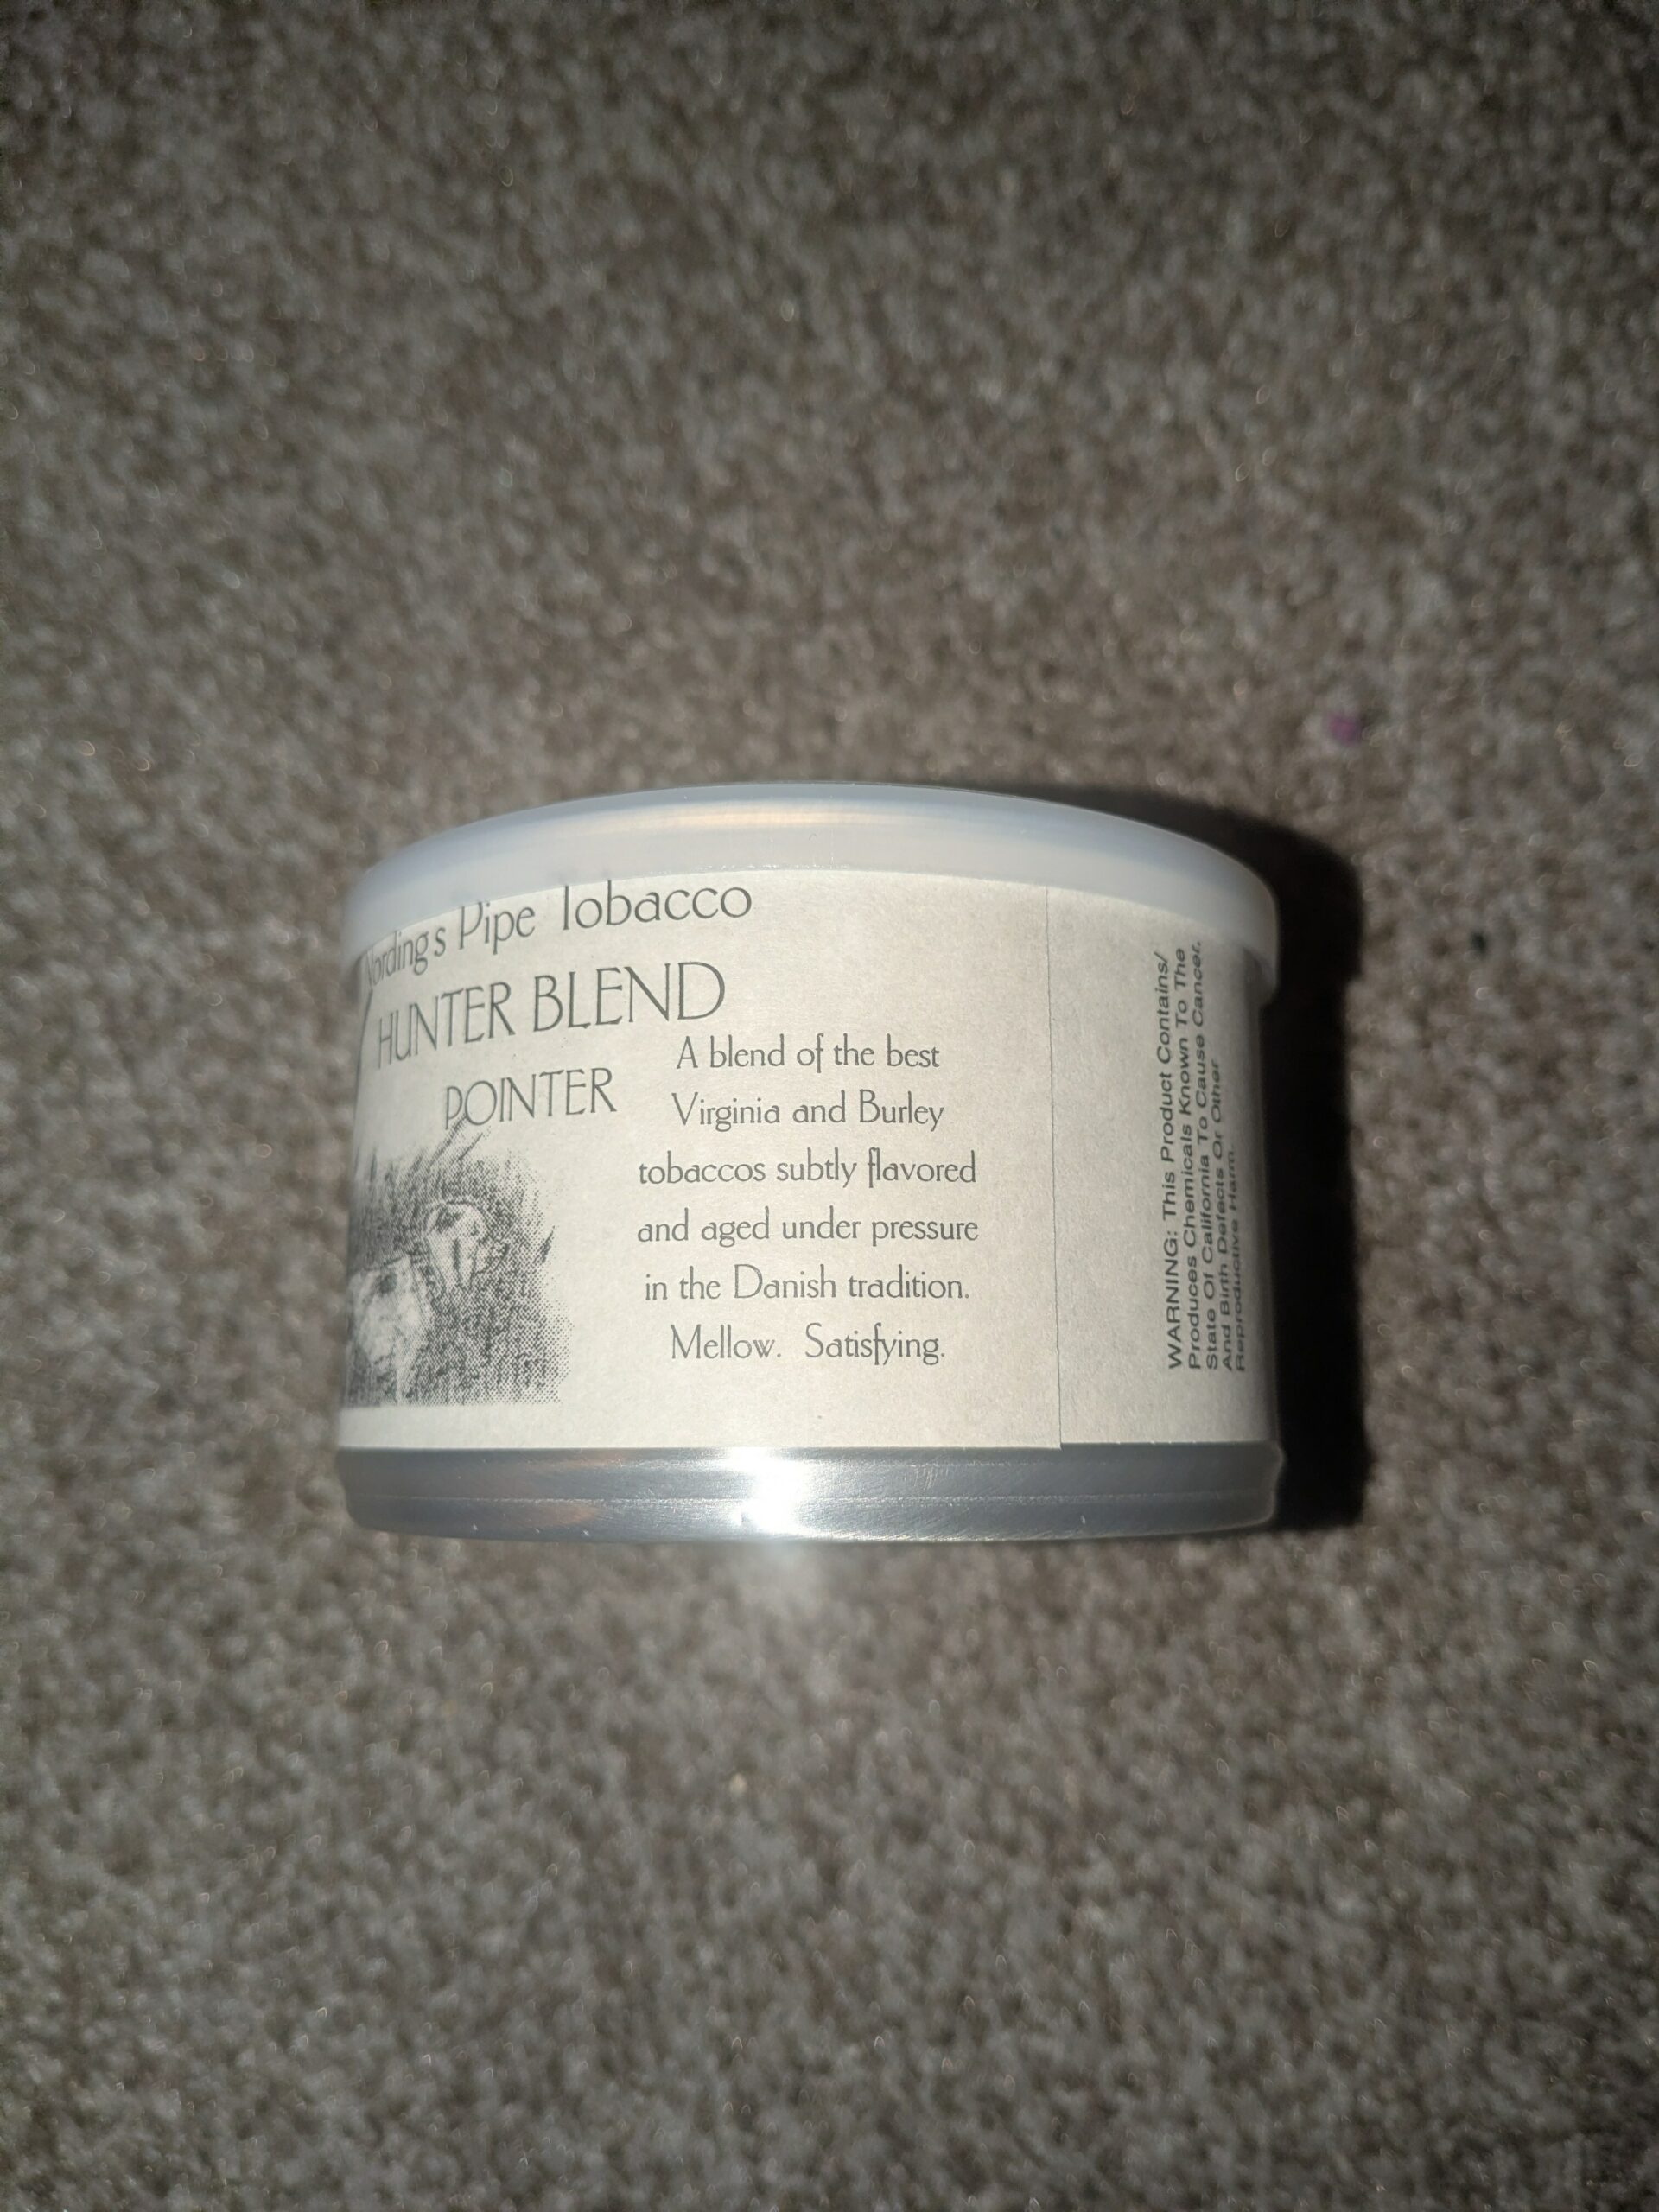 Nording's Pipe Tobacco
HUNTER BLEND
POINTER
A blend of the best
Virginia and Burley
tobaccos subtly flavored
and aged under pressure
in the Danish tradition.
Mellow. Satisfying.
WARNING: This Product Contains/
Produces Chemicals Known To The
State Of California To Cause Cancer,
And Birth Defects Or Other
Reproductive Harm.